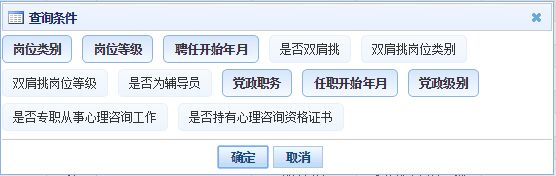 查询条件
岗位类别 岗位等级 聘任开始年月 是否双肩挑 双肩挑岗位类别
双肩挑岗位等级 是否为辅导员 党政职务 任职开始年月 党政级别
是否专职从事心理咨询工作 是否持有心理咨询资格证书
确定 取消